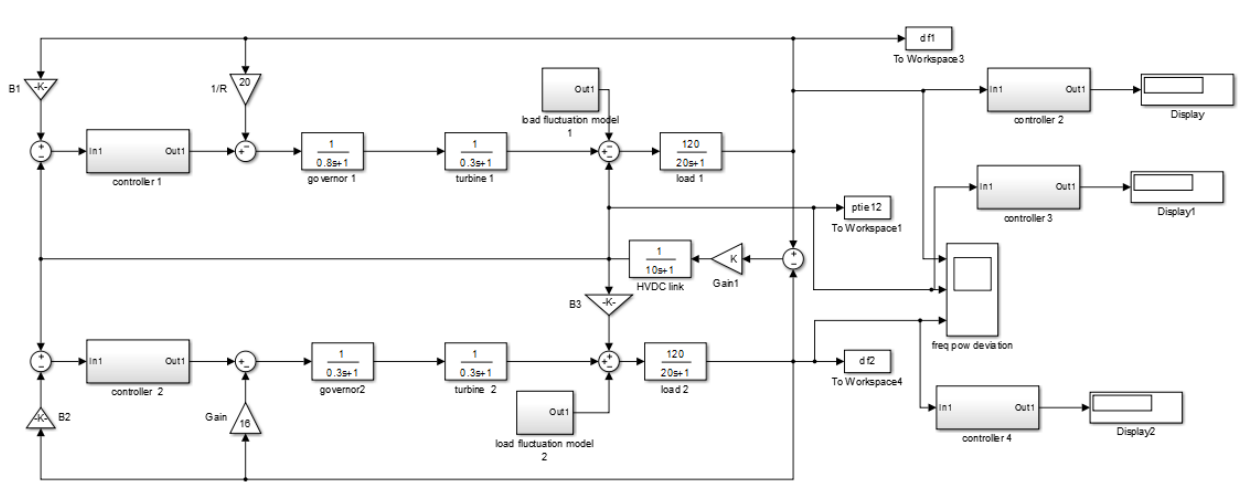 df1
To Workspace3
B1
-K-
1/R
20
Out1
load fluctuation model
1
In1
Out1
controller 2
Display
In1
Out1
controller 1
1
0.8s+1
governor 1
1
0.3s+1
turbine 1
120
20s+1
load 1
In1
Out1
controller 3
Display1
ptie12
To Workspace1
1
10s+1
HVDC link
K
Gain1
B3
-K-
freq pow deviation
In1
Out1
controller 2
1
0.3s+1
governor2
1
0.3s+1
turbine 2
120
20s+1
load 2
df2
To Workspace4
-K-
B2
Gain
16
Out1
load fluctuation model
2
In1
Out1
controller 4
Display2